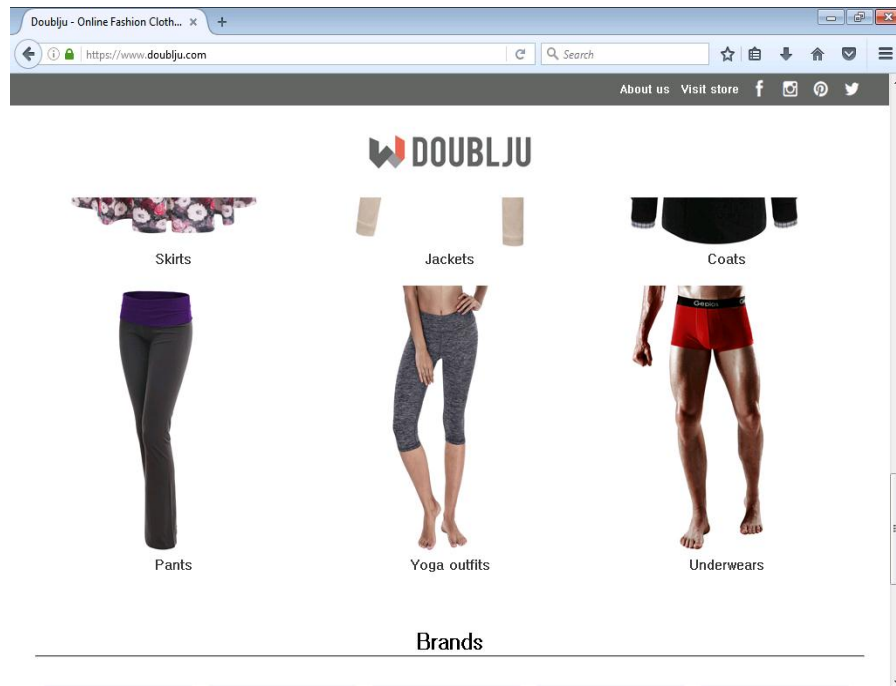 Doublju - Online Fashion Cloth...
https://www.doublju.com
Search
About us Visit store
DOUBLJU
Skirts Jackets Coats
Pants Yoga outfits Underwears
Brands